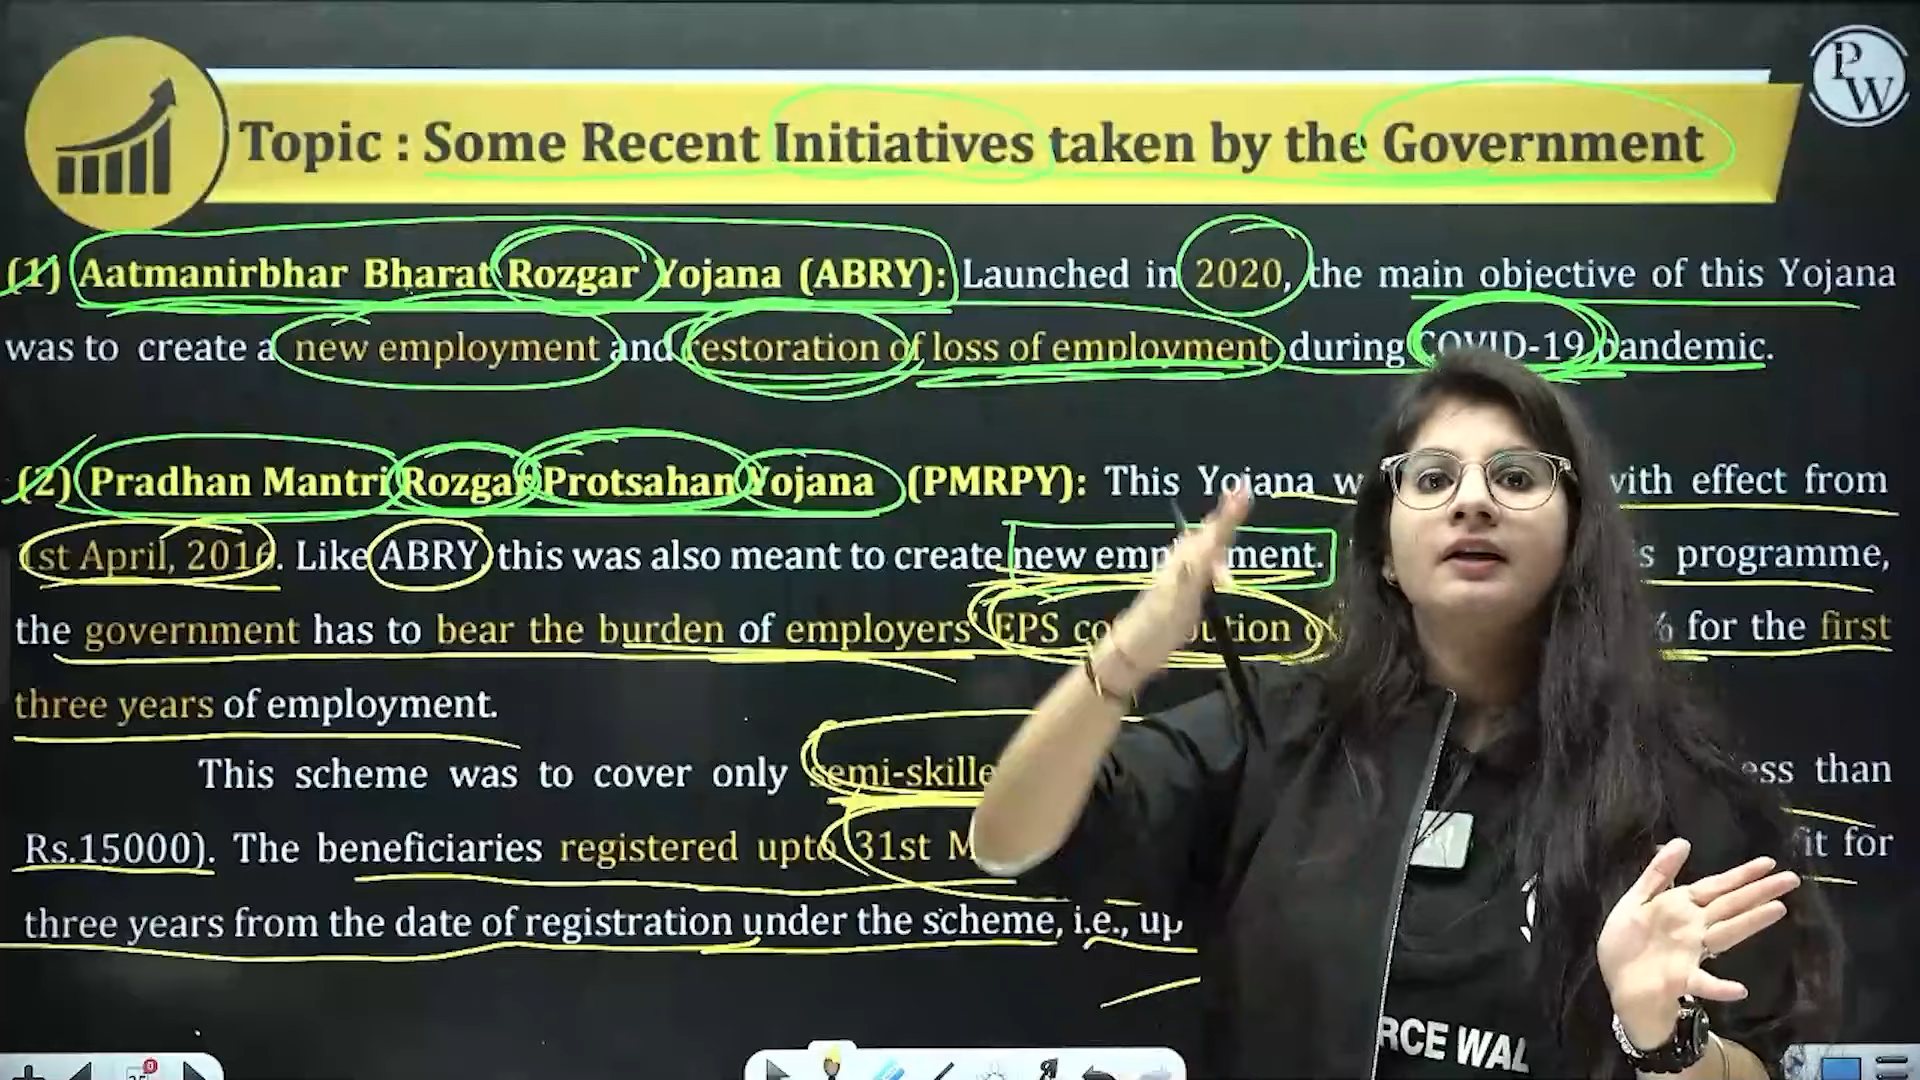 PW
Topic : Some Recent Initiatives taken by the Government
(1) Aatmanirbhar Bharat Rozgar Yojana (ABRY): Launched in 2020, the main objective of this Yojana
was to create a new employment and restoration of loss of employment during COVID-19 pandemic.
(2) Pradhan Mantri Rozgar Protsahan Yojana (PMRPY): This Yojana with effect from
1st April, 2016. Like ABRY, this was also meant to create new employment. programme,
the government has to bear the burden of employers' EPS contribution for the first
three years of employment.
This scheme was to cover only semi-skille less than
Rs.15000). The beneficiaries registered upto 31st for
three years from the date of registration under the scheme, i.e., up
RCE WAL